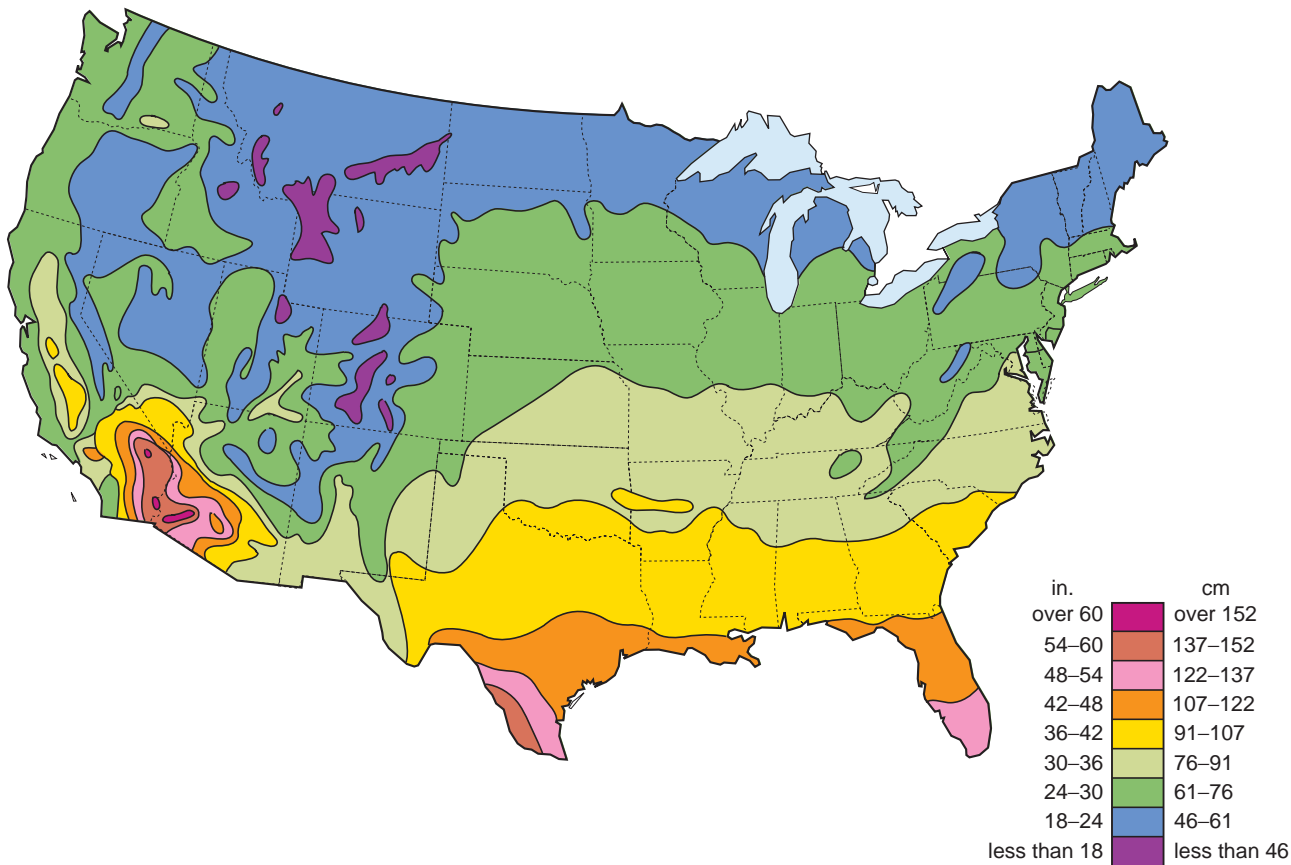 in. cm
over 60 over 152
54–60 137–152
48–54 122–137
42–48 107–122
36–42 91–107
30–36 76–91
24–30 61–76
18–24 46–61
less than 18 less than 46